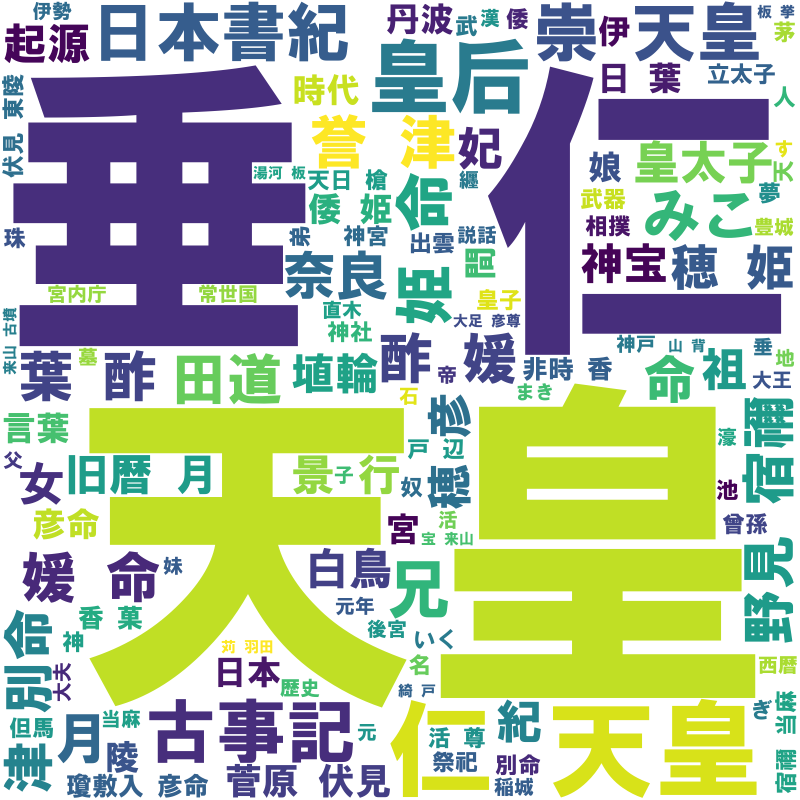 伊勢
起源
日本書紀
丹波
武
漢
倭
崇
伊
天皇
板 挙
茅
皇后
日 葉
立太子
人
東陵
伏見
時代
誉 津
妃
垂仁
湯河 板
天日 槍
纒
倭 姫
命
娘
皇太子
す
天
武器
みこ
夢
相撲
豊城
珠
弟
神宮
出雲
説話
間
神宝
穂 姫
奈良
姫
宮内庁
常世国
皇子
直木
大足 彦尊
神社
来山 古墳
葉 酢
墓
田道
埴輪
酢 媛
帝
非時 香
神戸
山 背
垂
地
大王
命
祖
まき
石
言葉
彦
穂
戸 辺
濠
宿禰
父
女
旧暦 月
景 行
子
奴
池
彦命
宮
活
宝 来山
曾孫
天皇
媛 命
妹
白鳥
兄
野見
元年
後宮
いく
香 菓
神
別命
苅 羽田
名
西暦
大夫
日本
歴史
綺 戸
但馬
当麻
津
月
陵
古事記
元
仁
活 尊
紀
天皇
ぎ
当麻
宿禰
祭祀
別命
瓊敷入 彦命
菅原 伏見
稲城